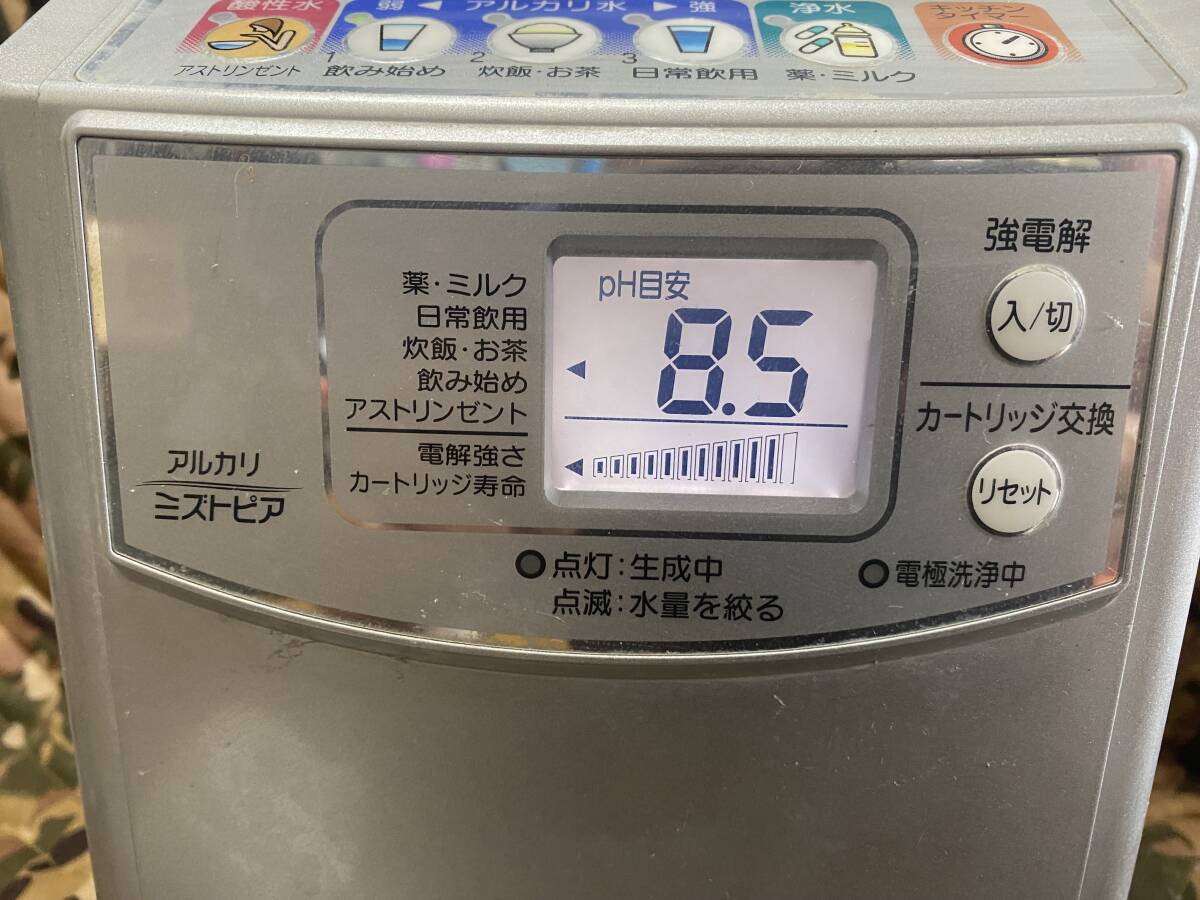 酸性水
弱 ◀ アルカリ水 ▶ 強
浄水
キッチン
タイマー
アストリンゼント
1 飲み始め
2 炊飯・お茶
3 日常飲用
薬・ミルク
薬・ミルク
日常飲用
炊飯・お茶
飲み始め
アストリンゼント
電解強さ
カートリッジ寿命
pH目安
8.5
強電解
入/切
カートリッジ交換
リセット
アルカリ
ミズトピア
点灯:生成中
点滅:水量を絞る
電極洗浄中